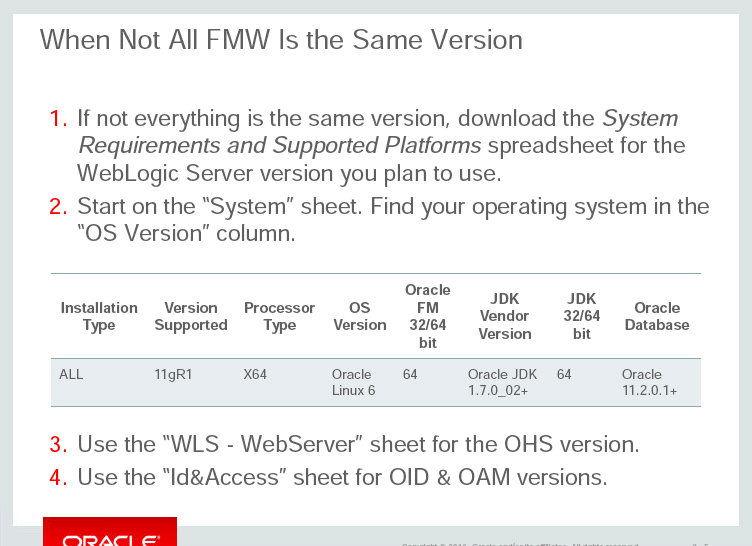 When Not All FMW Is the Same Version
1. If not everything is the same version, download the System
Requirements and Supported Platforms spreadsheet for the
WebLogic Server version you plan to use.
2. Start on the “System” sheet. Find your operating system in the
“OS Version” column.
Installation Type Version Supported Processor Type OS Version Oracle FM 32/64 bit JDK Vendor Version JDK 32/64 bit Oracle Database
ALL 11gR1 X64 Oracle Linux 6 64 Oracle JDK 1.7.0_02+ 64 Oracle 11.2.0.1+
3. Use the “WLS - WebServer” sheet for the OHS version.
4. Use the “Id&Access” sheet for OID & OAM versions.
ORACLE